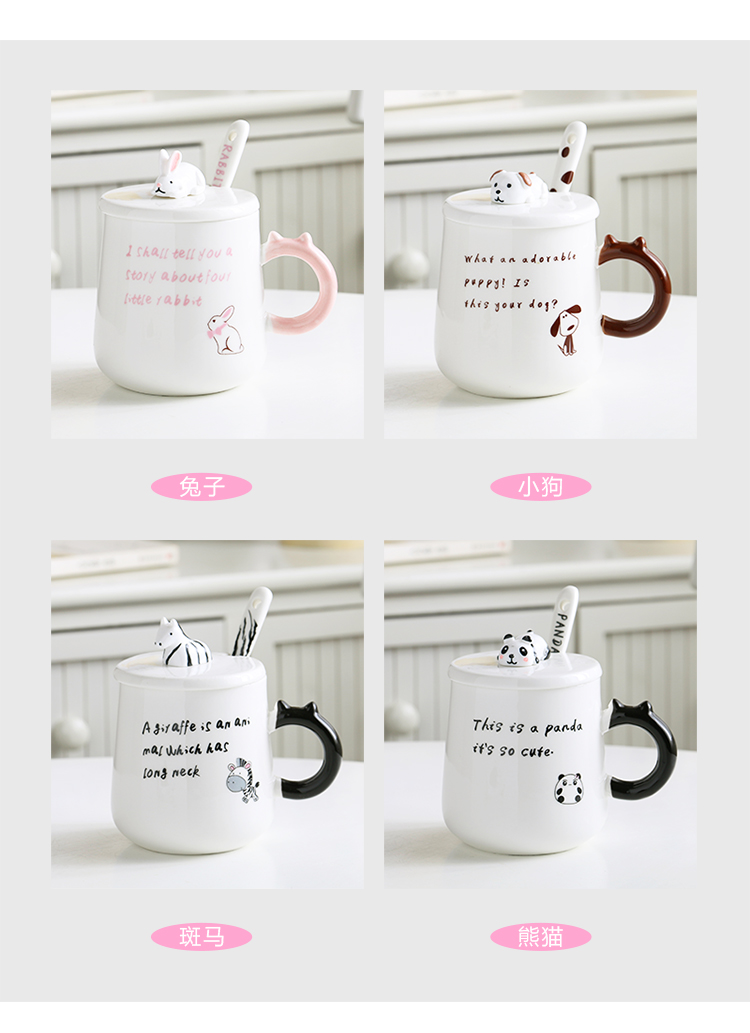 RABBIT
I shall tell you a
story about four
little rabbit
What an adorable
puppy! Is
this your dog?
兔子
小狗
A giraffe is an ani
mal which has
long neck
PANDA
This is a panda
it's so cute.
斑马
熊猫